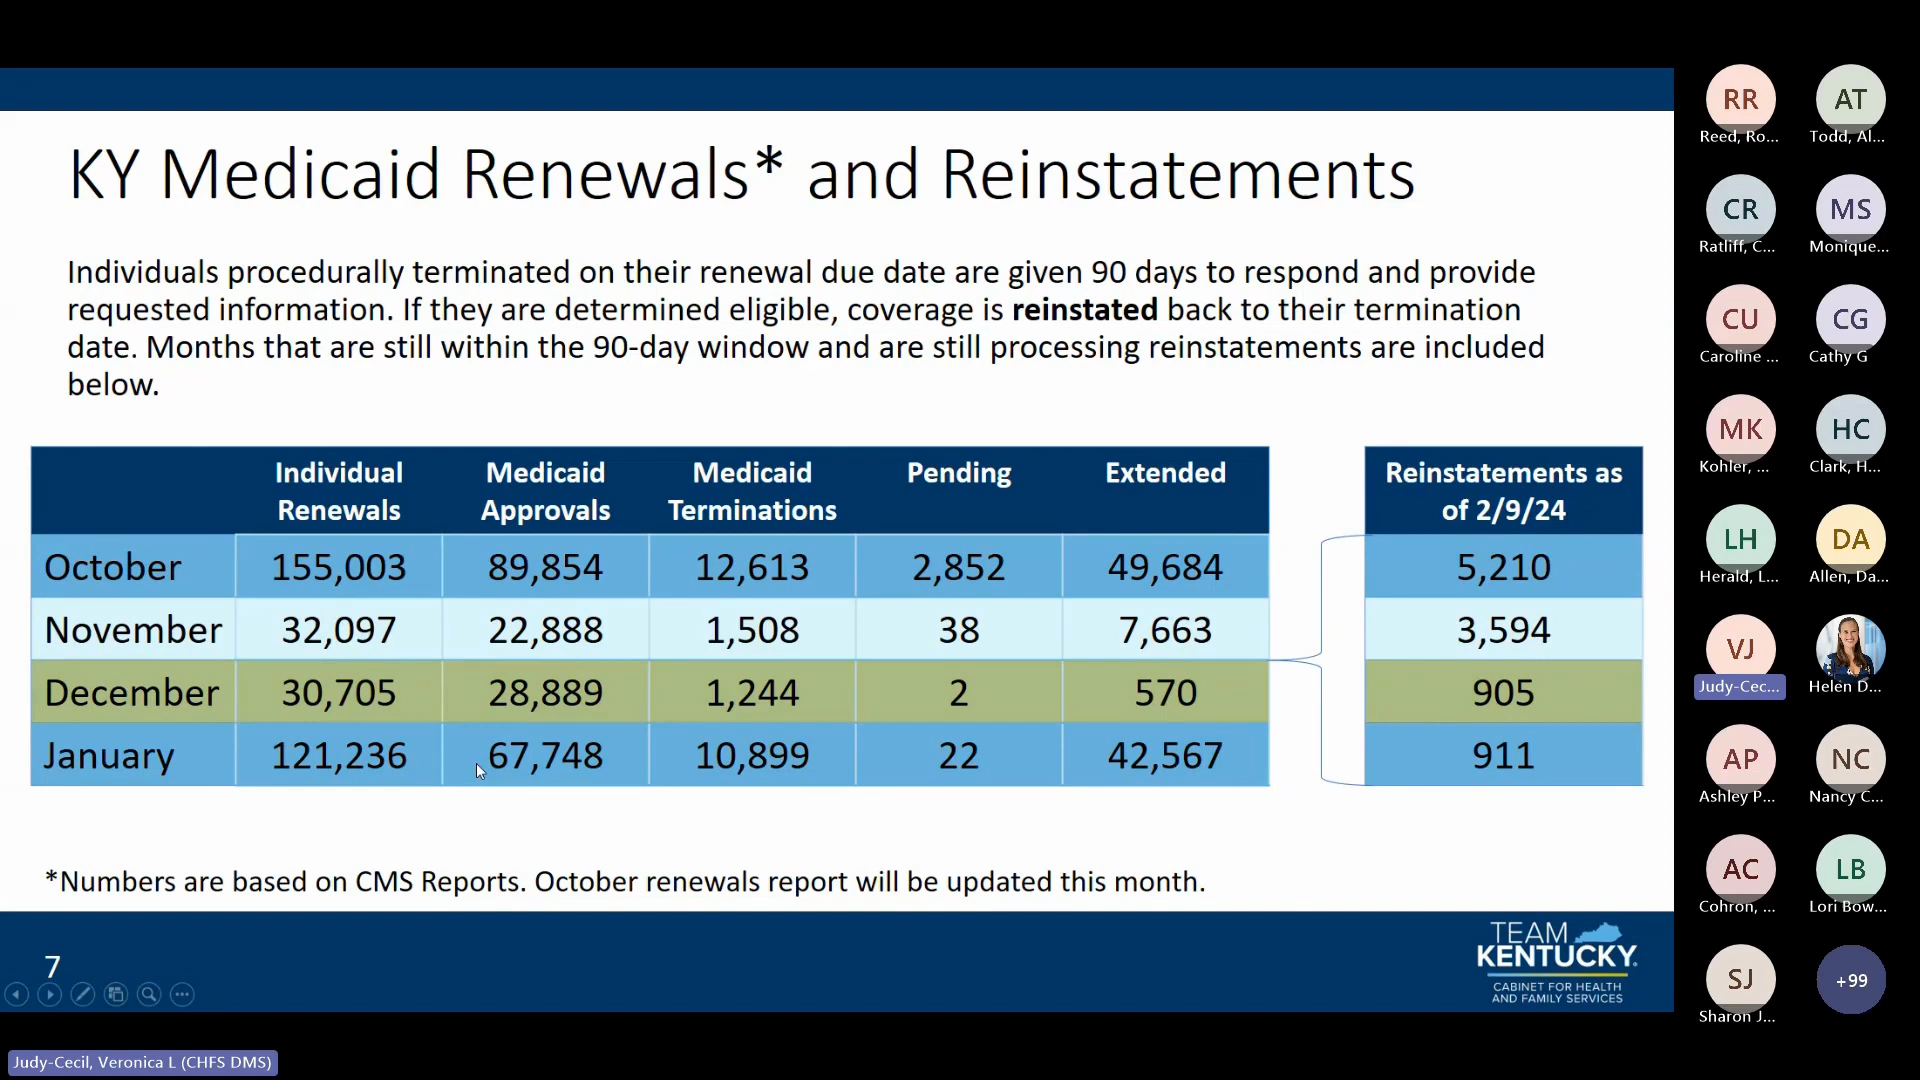 KY Medicaid Renewals* and Reinstatements
Individuals procedurally terminated on their renewal due date are given 90 days to respond and provide
requested information. If they are determined eligible, coverage is reinstated back to their termination
date. Months that are still within the 90-day window and are still processing reinstatements are included
below.
Individual Renewals Medicaid Approvals Medicaid Terminations Pending Extended Reinstatements as of 2/9/24
October 155,003 89,854 12,613 2,852 49,684 5,210
November 32,097 22,888 1,508 38 7,663 3,594
December 30,705 28,889 1,244 2 570 905
January 121,236 67,748 10,899 22 42,567 911
*Numbers are based on CMS Reports. October renewals report will be updated this month.
7
TEAM
KENTUCKY.
CABINET FOR HEALTH
AND FAMILY SERVICES
Judy-Cecil, Veronica L (CHFS DMS)
RR AT
Reed, Ro... Todd, Al...
CR MS
Ratliff, C... Monique...
CU CG
Caroline ... Cathy G
MK HC
Kohler, ... Clark, H...
LH DA
Herald, L... Allen, Da...
VJ
Judy-Cec... Helen D...
AP NC
Ashley P... Nancy C...
AC LB
Cohron, ... Lori Bow...
SJ +99
Sharon J...